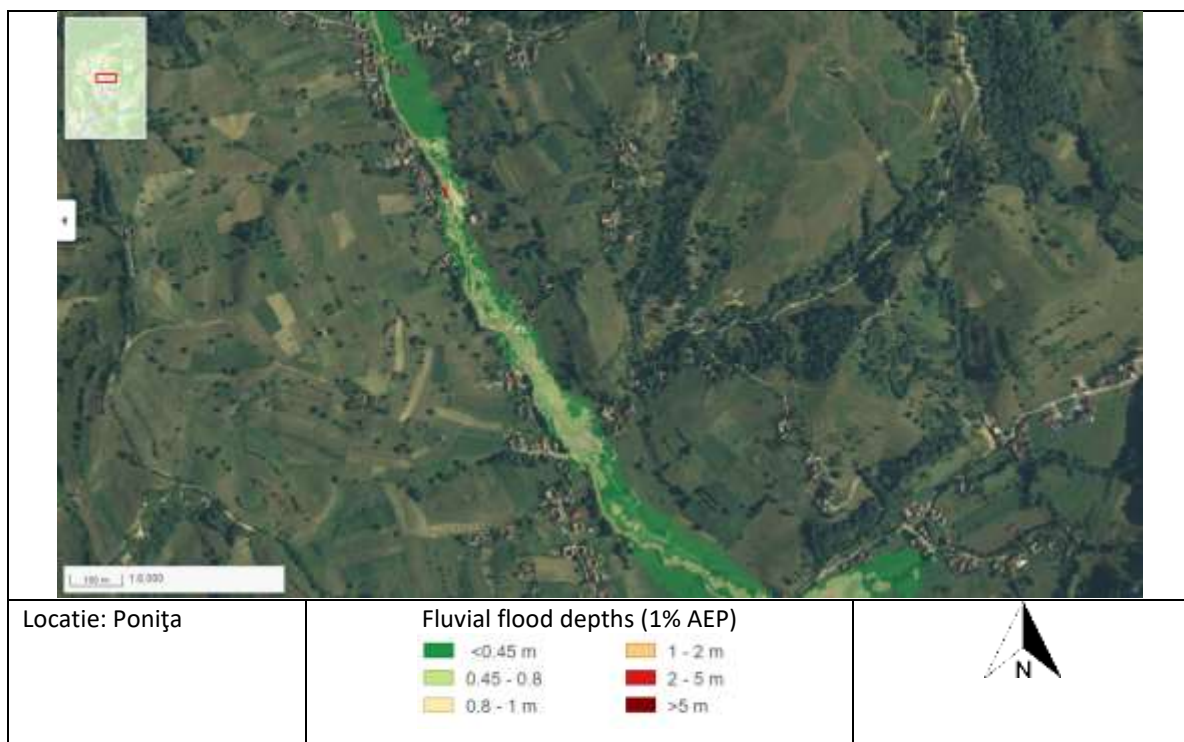 100 m
Locatie: Poniţa
Fluvial flood depths (1% AEP)
<0.45 m
0.45 - 0.8
0.8 - 1 m
1 - 2 m
2 - 5 m
>5 m
N